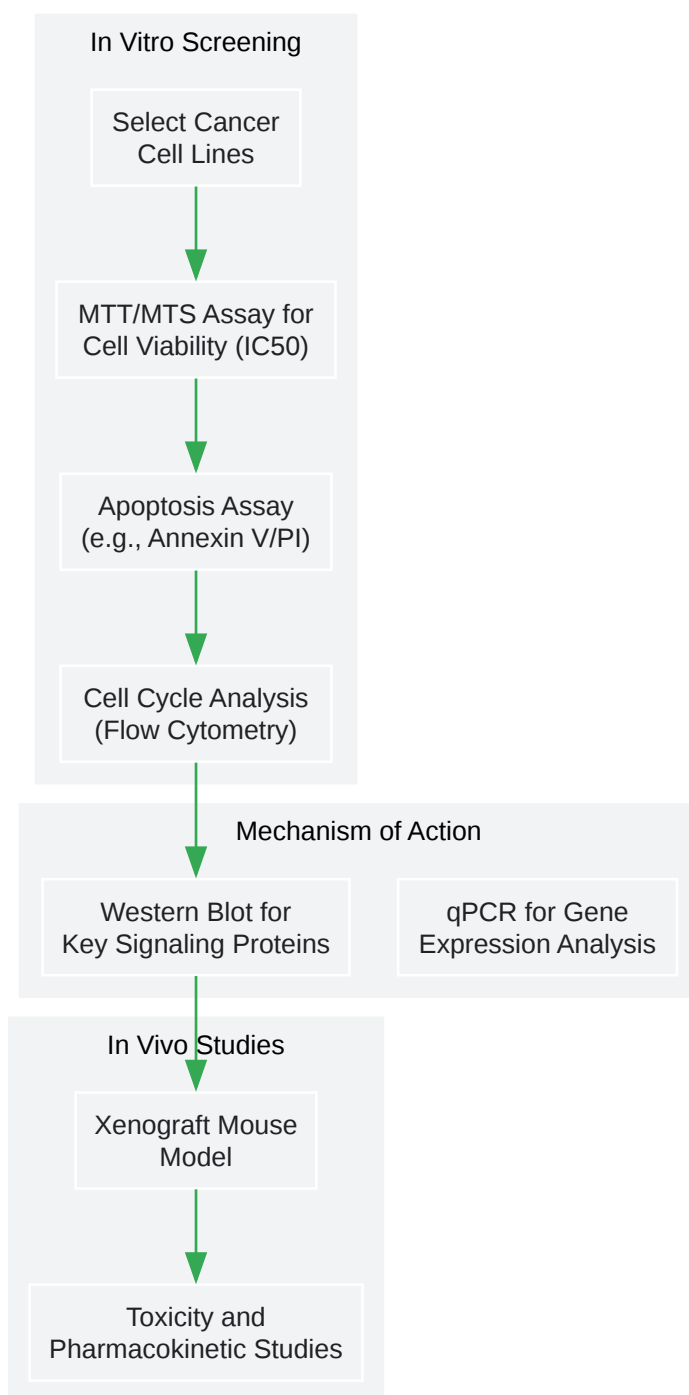 In Vitro Screening
Select Cancer
Cell Lines
MTT/MTS Assay for
Cell Viability (IC50)
Apoptosis Assay
(e.g., Annexin V/PI)
Cell Cycle Analysis
(Flow Cytometry)
Mechanism of Action
Western Blot for
Key Signaling Proteins
qPCR for Gene
Expression Analysis
In Vivo Studies
Xenograft Mouse
Model
Toxicity and
Pharmacokinetic Studies